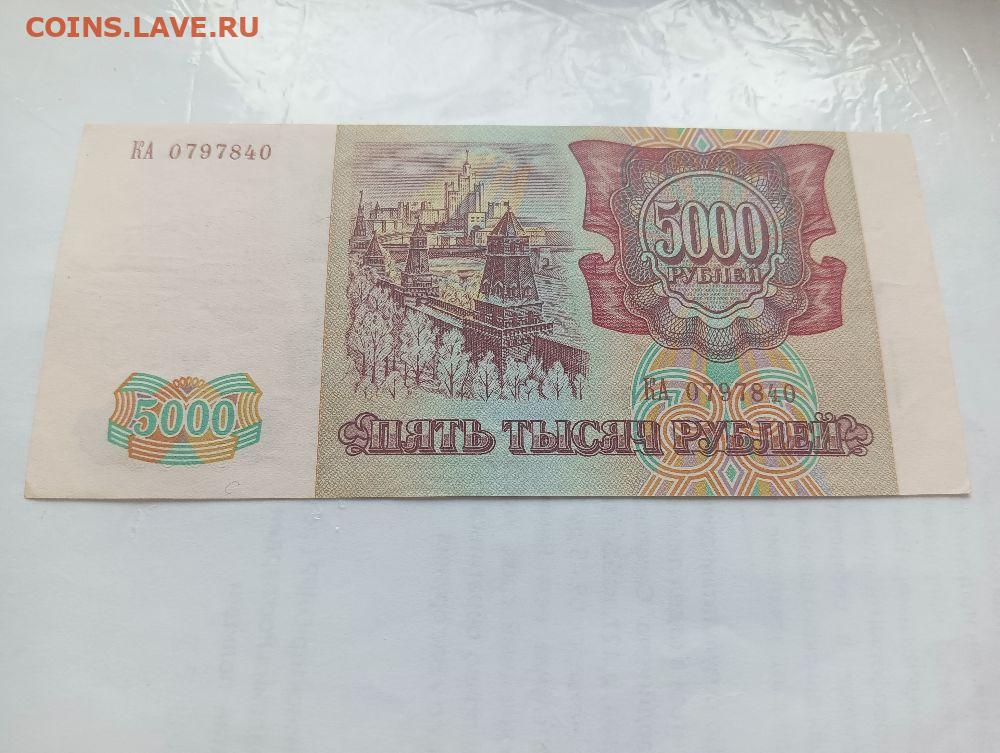 COINS.LAVE.RU
КА 0797840
5000
РУБЛЕЙ
КА 0797840
5000
ПЯТЬ ТЫСЯЧ РУБЛЕЙ